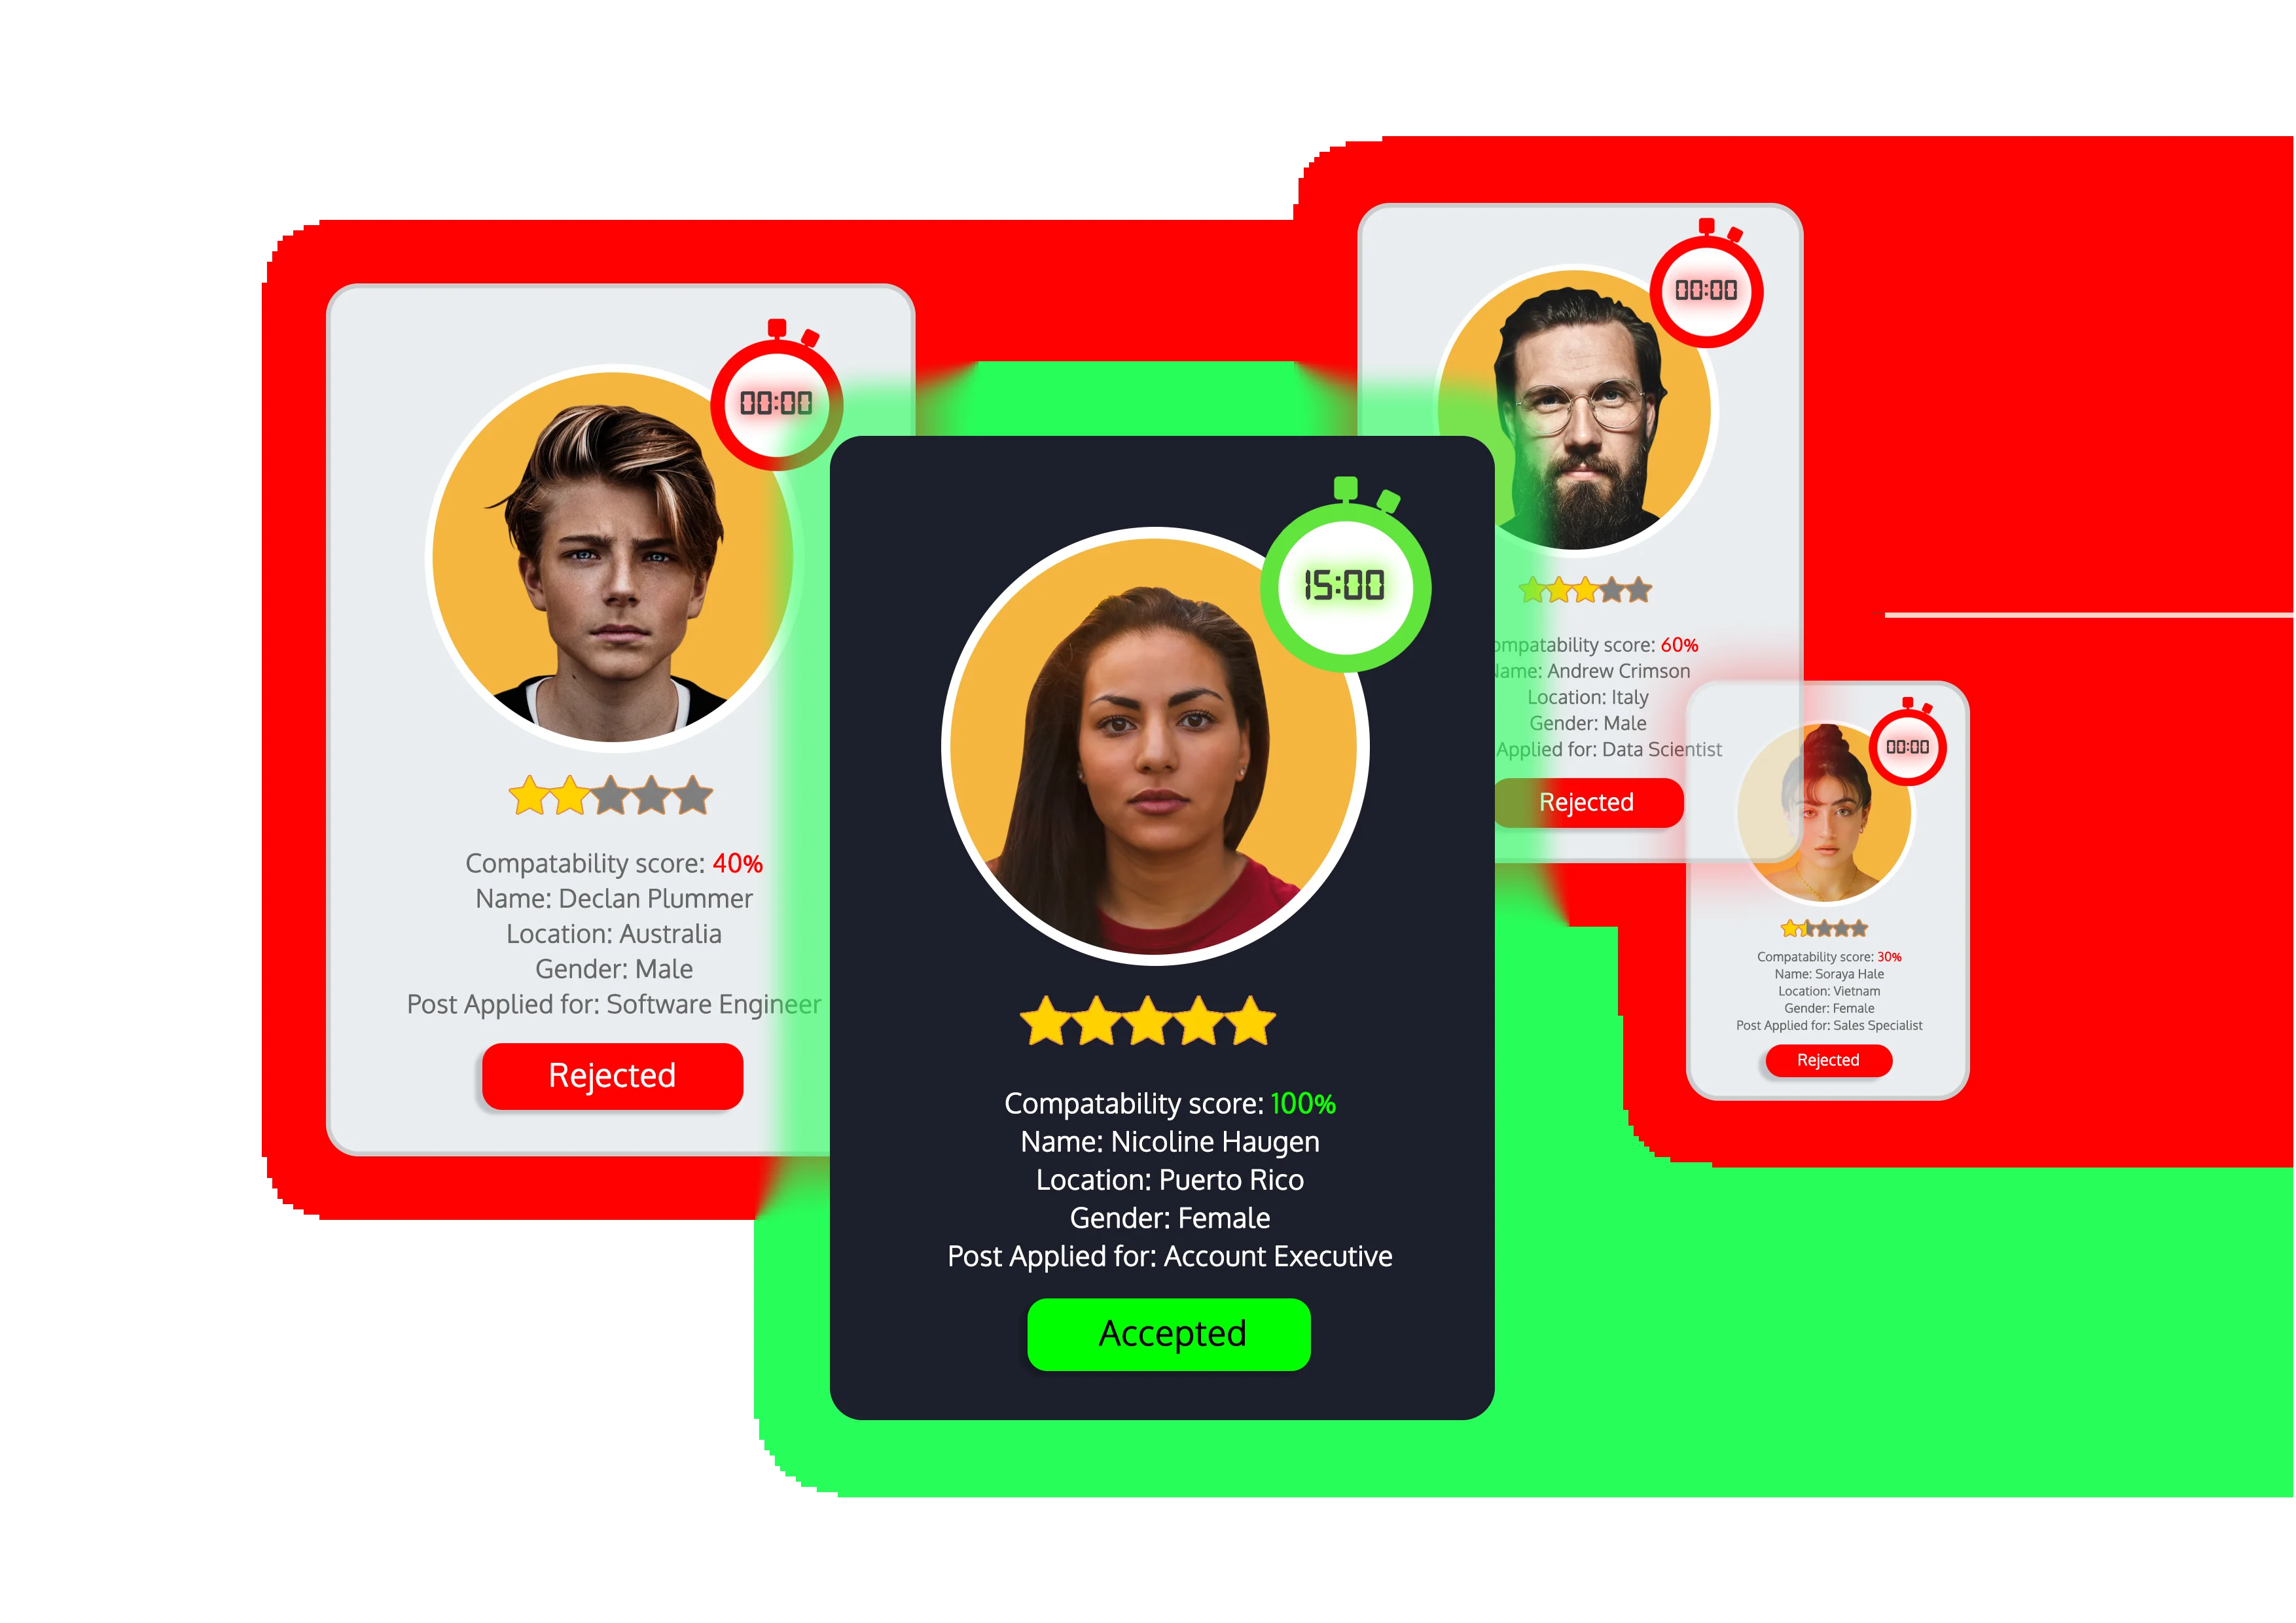 00:00
Compatability score: 40%
Name: Declan Plummer
Location: Australia
Gender: Male
Post Applied for: Software Engineer
Rejected
15:00
Compatability score: 100%
Name: Nicoline Haugen
Location: Puerto Rico
Gender: Female
Post Applied for: Account Executive
Accepted
00:00
ompatability score: 60%
Name: Andrew Crimson
Location: Italy
Gender: Male
Applied for: Data Scientist
Rejected
00:00
Compatability score: 30%
Name: Soraya Hale
Location: Vietnam
Gender: Female
Post Applied for: Sales Specialist
Rejected